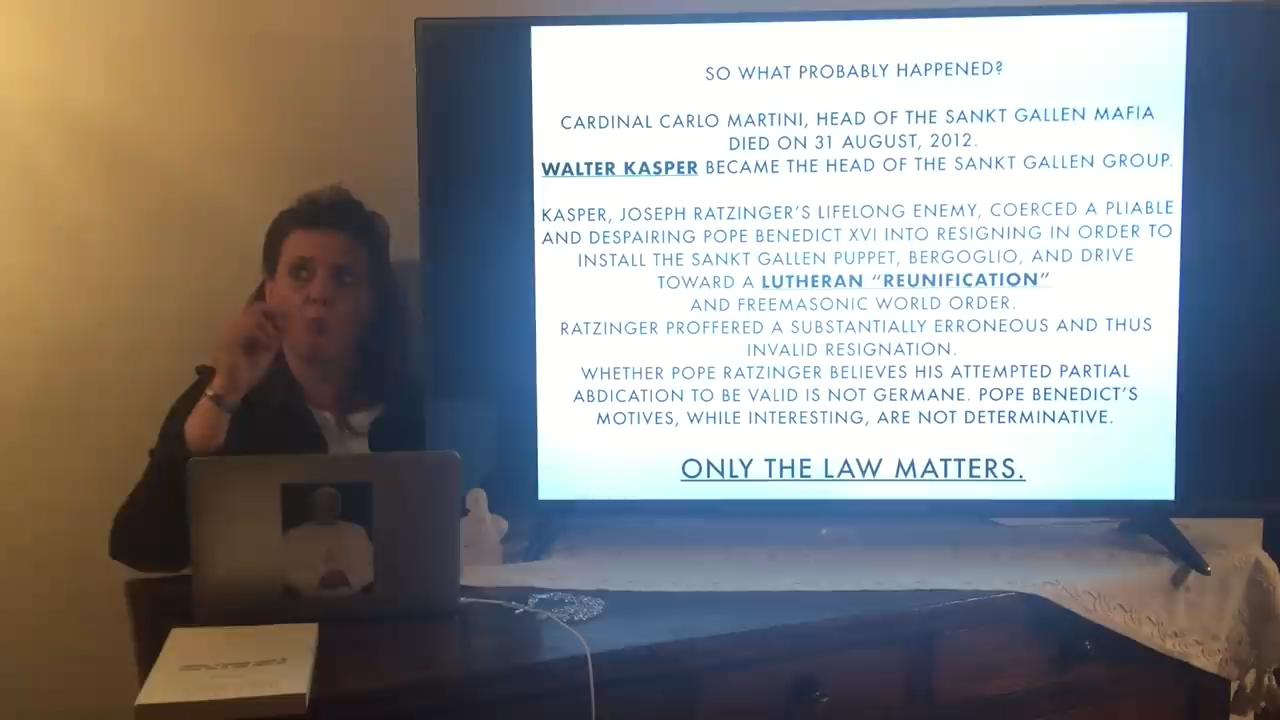 SO WHAT PROBABLY HAPPENED?
CARDINAL CARLO MARTINI, HEAD OF THE SANKT GALLEN MAFIA
DIED ON 31 AUGUST, 2012.
WALTER KASPER BECAME THE HEAD OF THE SANKT GALLEN GROUP.
KASPER, JOSEPH RATZINGER'S LIFELONG ENEMY, COERCED A PLIABLE
AND DESPAIRING POPE BENEDICT XVI INTO RESIGNING IN ORDER TO
INSTALL THE SANKT GALLEN PUPPET, BERGOGLIO, AND DRIVE
TOWARD A LUTHERAN "REUNIFICATION"
AND FREEMASONIC WORLD ORDER.
RATZINGER PROFFERED A SUBSTANTIALLY ERRONEOUS AND THUS
INVALID RESIGNATION.
WHETHER POPE RATZINGER BELIEVES HIS ATTEMPTED PARTIAL
ABDICATION TO BE VALID IS NOT GERMANE. POPE BENEDICT'S
MOTIVES, WHILE INTERESTING, ARE NOT DETERMINATIVE.
ONLY THE LAW MATTERS.